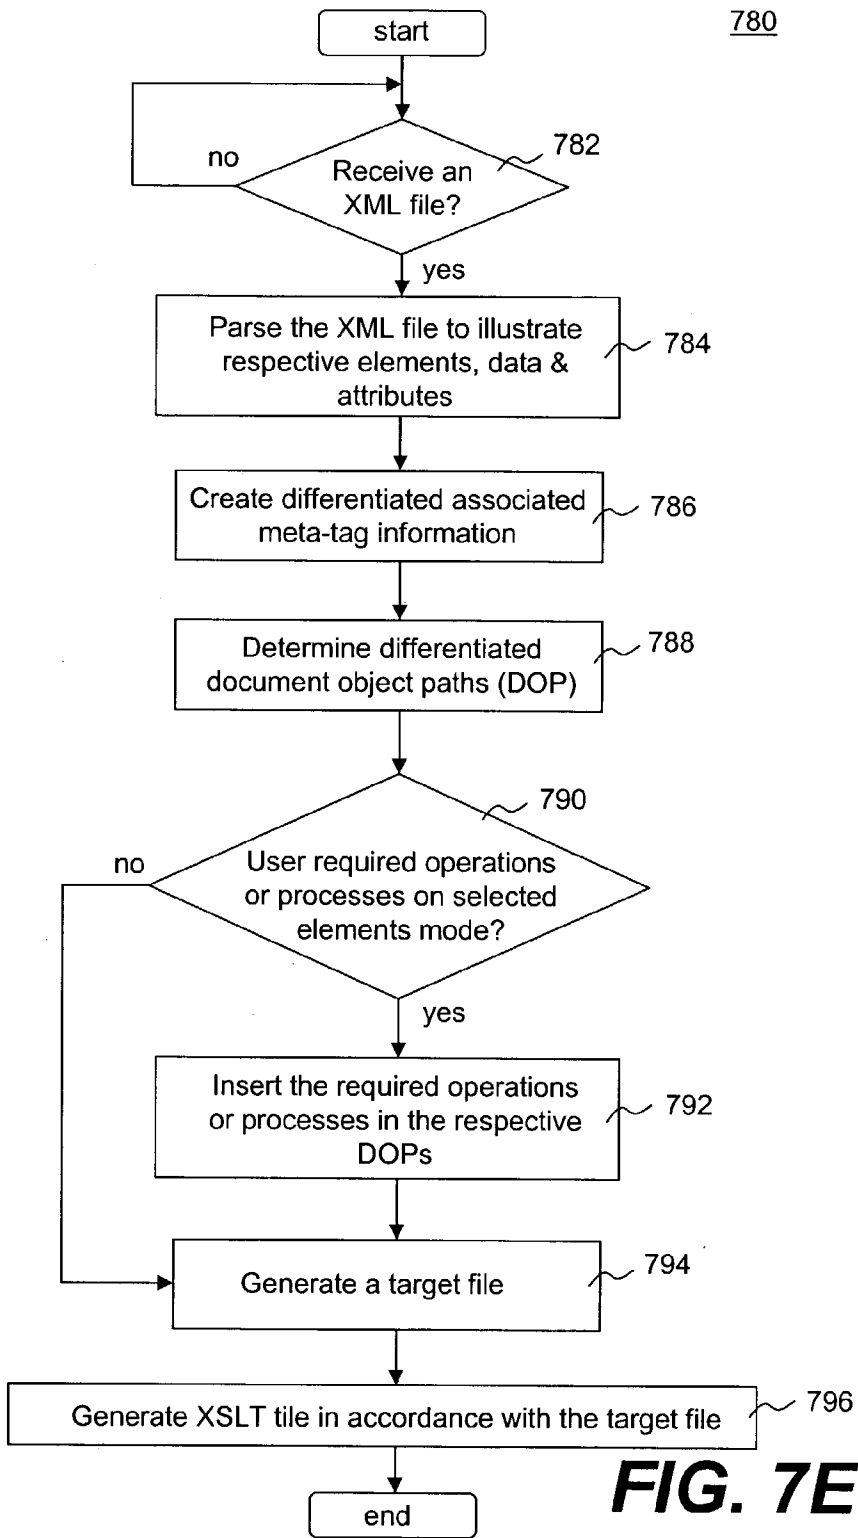 start
780
782
no
Receive an
XML file?
yes
Parse the XML file to illustrate
respective elements, data &
attributes
784
Create differentiated associated
meta-tag information
786
Determine differentiated
document object paths (DOP)
788
790
no
User required operations
or processes on selected
elements mode?
yes
Insert the required operations
or processes in the respective
DOPs
792
Generate a target file
794
Generate XSLT tile in accordance with the target file
796
end
FIG. 7E